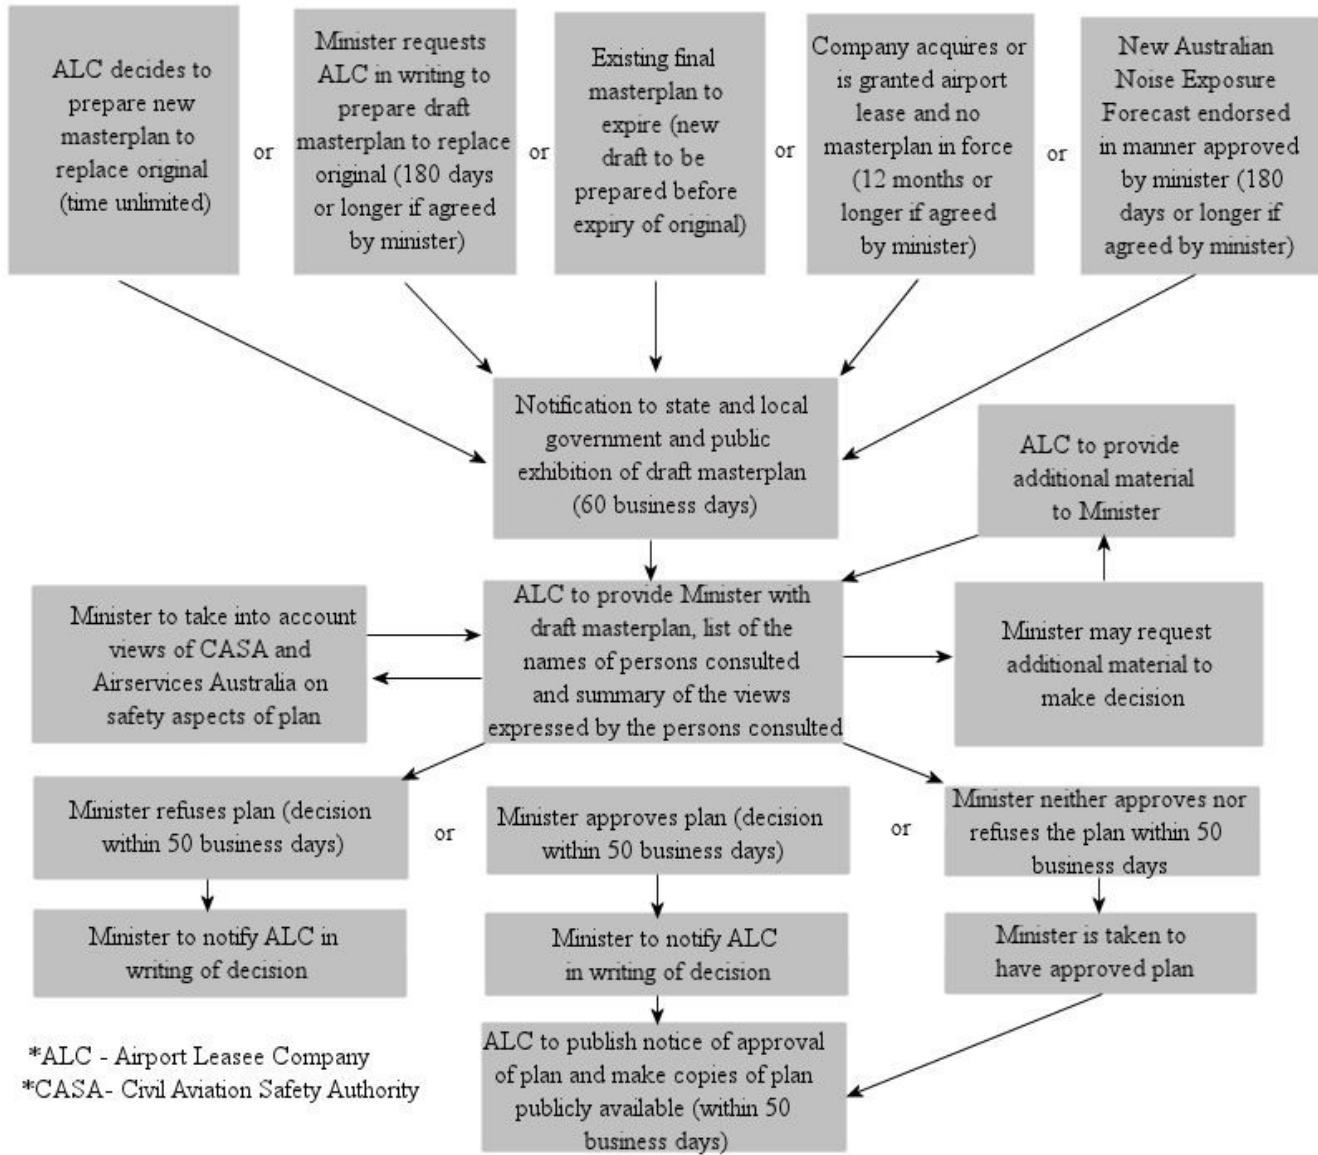 ALC decides to
prepare new
masterplan to
replace original
(time unlimited)
or
Minister requests
ALC in writing to
prepare draft
masterplan to replace
original (180 days
or longer if agreed
by minister)
or
Existing final
masterplan to
expire (new
draft to be
prepared before
expiry of original)
or
Company acquires or
is granted airport
lease and no
masterplan in force
(12 months or
longer if agreed
by minister)
or
New Australian
Noise Exposure
Forecast endorsed
in manner approved
by minister (180
days or longer if
agreed by minister)
Notification to state and local
government and public
exhibition of draft masterplan
(60 business days)
ALC to provide
additional material
to Minister
Minister to take into account
views of CASA and
Airservices Australia on
safety aspects of plan
ALC to provide Minister with
draft masterplan, list of the
names of persons consulted
and summary of the views
expressed by the persons consulted
Minister may request
additional material to
make decision
Minister refuses plan (decision
within 50 business days)
or
Minister approves plan (decision
within 50 business days)
or
Minister neither approves nor
refuses the plan within 50
business days
Minister to notify ALC in
writing of decision
Minister to notify ALC
in writing of decision
Minister is taken to
have approved plan
ALC to publish notice of approval
of plan and make copies of plan
publicly available (within 50
business days)
*ALC - Airport Leasee Company
*CASA- Civil Aviation Safety Authority